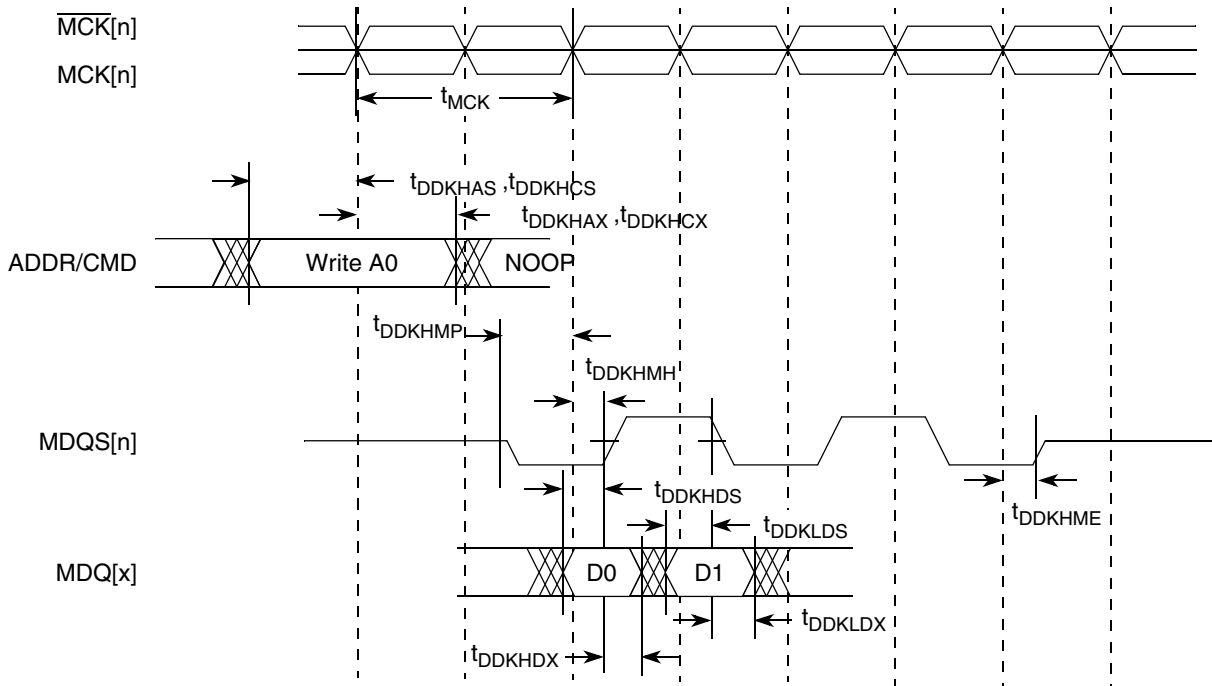 MCK[n]
MCK[n]
tMCK
tDDKHAS ,tDDKHCS
tDDKHAX ,tDDKHCX
ADDR/CMD
Write A0
NOOP
tDDKHMP
tDDKHMH
MDQS[n]
tDDKHDS
tDDKHME
tDDKLDS
MDQ[x]
D0
D1
tDDKLDX
tDDKHDX